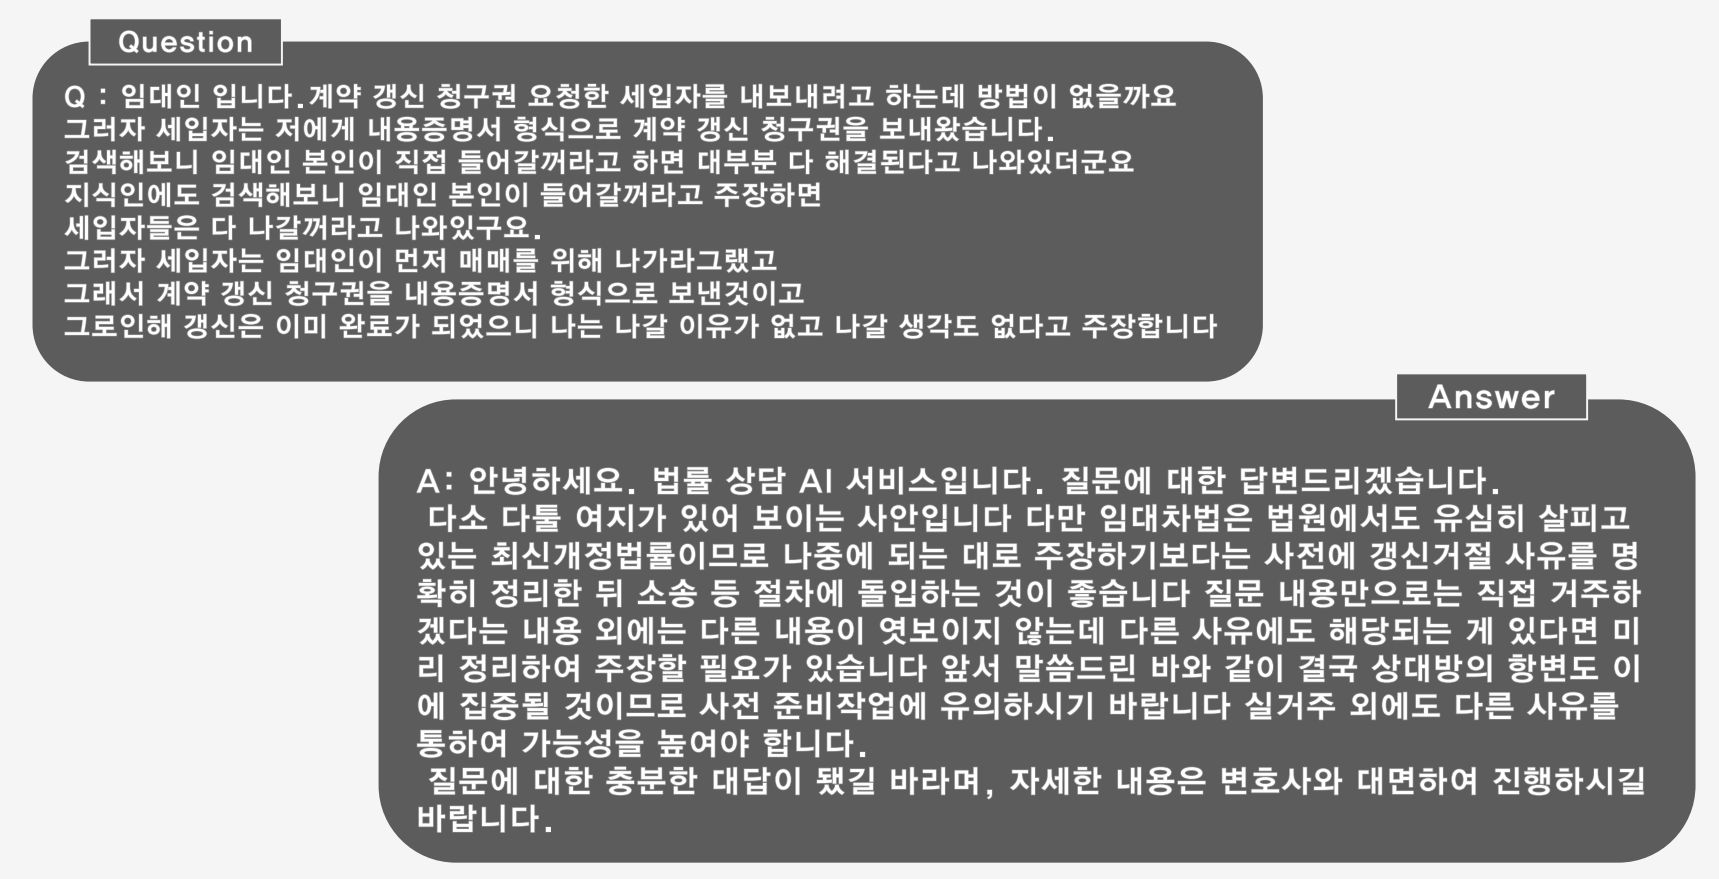 Question
Q : 임대인 입니다.계약 갱신 청구권 요청한 세입자를 내보내려고 하는데 방법이 없을까요
그러자 세입자는 저에게 내용증명서 형식으로 계약 갱신 청구권을 보내왔습니다.
검색해보니 임대인 본인이 직접 들어갈꺼라고 하면 대부분 다 해결된다고 나와있더군요
지식인에도 검색해보니 임대인 본인이 들어갈꺼라고 주장하면
세입자들은 다 나갈꺼라고 나와있구요.
그러자 세입자는 임대인이 먼저 매매를 위해 나가라그랬고
그래서 계약 갱신 청구권을 내용증명서 형식으로 보낸것이고
그로인해 갱신은 이미 완료가 되었으니 나는 나갈 이유가 없고 나갈 생각도 없다고 주장합니다
Answer
A: 안녕하세요. 법률 상담 AI 서비스입니다. 질문에 대한 답변드리겠습니다.
다소 다툴 여지가 있어 보이는 사안입니다 다만 임대차법은 법원에서도 유심히 살피고
있는 최신개정법률이므로 나중에 되는 대로 주장하기보다는 사전에 갱신거절 사유를 명
확히 정리한 뒤 소송 등 절차에 돌입하는 것이 좋습니다 질문 내용만으로는 직접 거주하
겠다는 내용 외에는 다른 내용이 엿보이지 않는데 다른 사유에도 해당되는 게 있다면 미
리 정리하여 주장할 필요가 있습니다 앞서 말씀드린 바와 같이 결국 상대방의 항변도 이
에 집중될 것이므로 사전 준비작업에 유의하시기 바랍니다 실거주 외에도 다른 사유를
통하여 가능성을 높여야 합니다.
질문에 대한 충분한 대답이 됐길 바라며, 자세한 내용은 변호사와 대면하여 진행하시길
바랍니다.